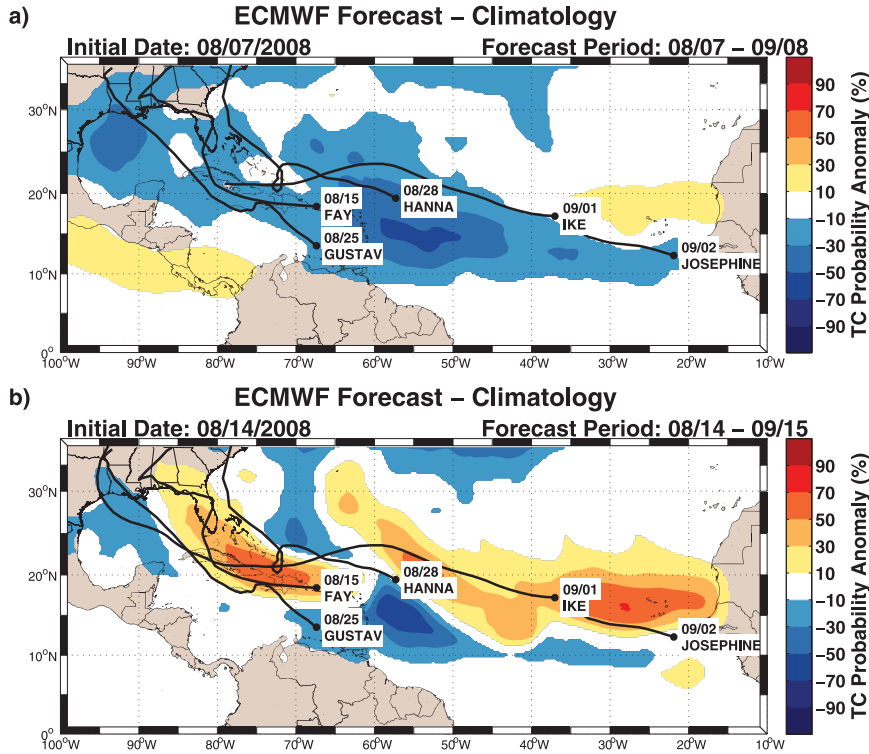 a)
ECMWF Forecast – Climatology
Initial Date: 08/07/2008 Forecast Period: 08/07 – 09/08
30°N
20°N
10°N
0°
100°W 90°W 80°W 70°W 60°W 50°W 40°W 30°W 20°W 10°W
08/15
FAY
08/25
GUSTAV
08/28
HANNA
09/01
IKE
09/02
JOSEPHINE
90
70
50
30
10
–10
–30
–50
–70
–90
TC Probability Anomaly (%)
b)
ECMWF Forecast – Climatology
Initial Date: 08/14/2008 Forecast Period: 08/14 – 09/15
30°N
20°N
10°N
0°
100°W 90°W 80°W 70°W 60°W 50°W 40°W 30°W 20°W 10°W
08/15
FAY
08/25
GUSTAV
08/28
HANNA
09/01
IKE
09/02
JOSEPHINE
90
70
50
30
10
–10
–30
–50
–70
–90
TC Probability Anomaly (%)